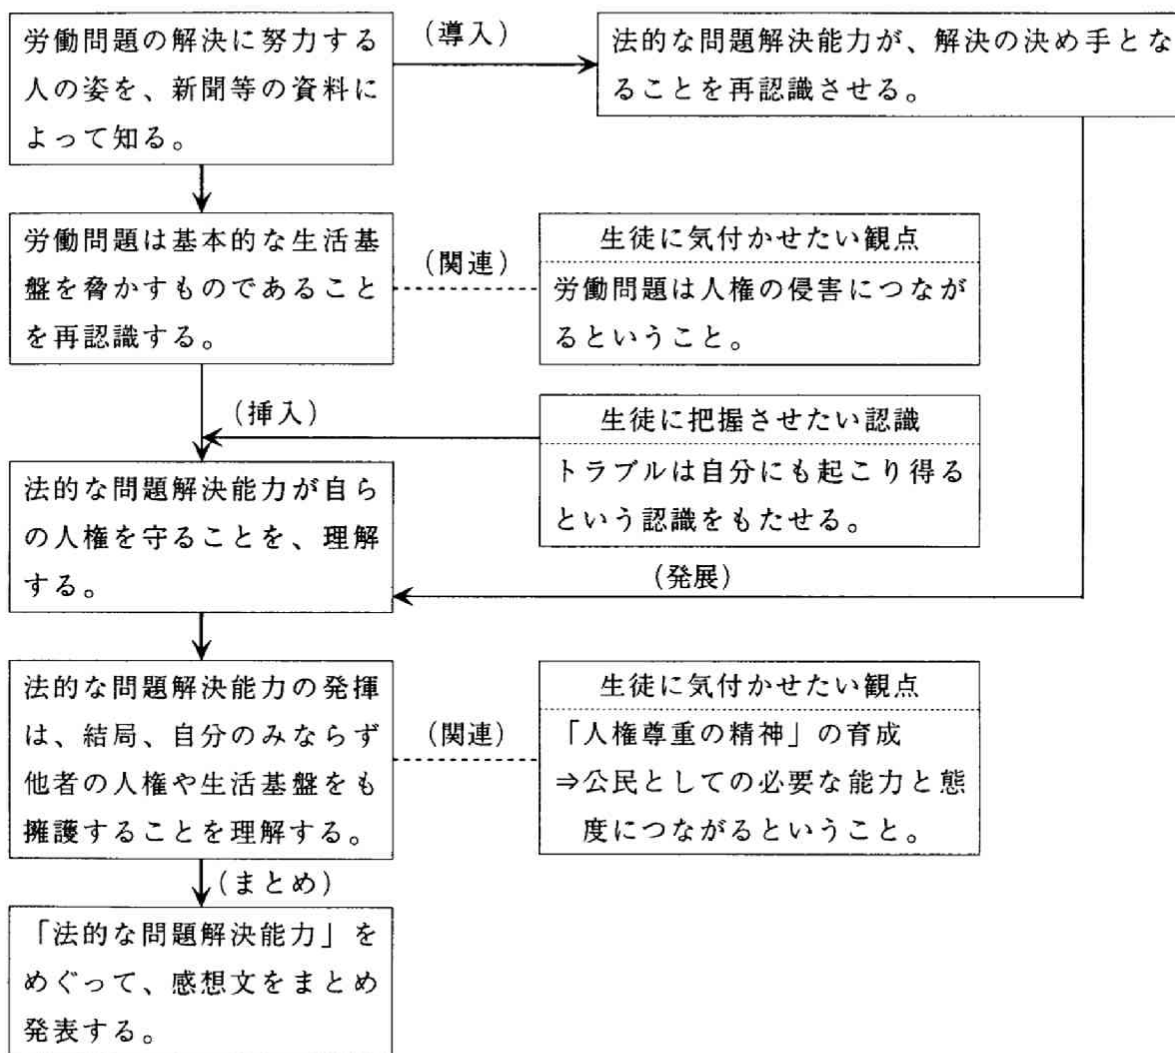 労働問題の解決に努力する
人の姿を、新聞等の資料に
よって知る。
(導入)
法的な問題解決能力が、解決の決め手とな
ることを再認識させる。
労働問題は基本的な生活基
盤を脅かすものであること
を再認識する。
(関連)
生徒に気付かせたい観点
労働問題は人権の侵害につなが
るということ。
(挿入)
生徒に把握させたい認識
トラブルは自分にも起こり得る
という認識をもたせる。
法的な問題解決能力が自ら
の人権を守ることを、理解
する。
(発展)
法的な問題解決能力の発揮
は、結局、自分のみならず
他者の人権や生活基盤をも
擁護することを理解する。
(関連)
生徒に気付かせたい観点
「人権尊重の精神」の育成
⇒公民としての必要な能力と態
度につながるということ。
(まとめ)
「法的な問題解決能力」を
めぐって、感想文をまとめ
発表する。